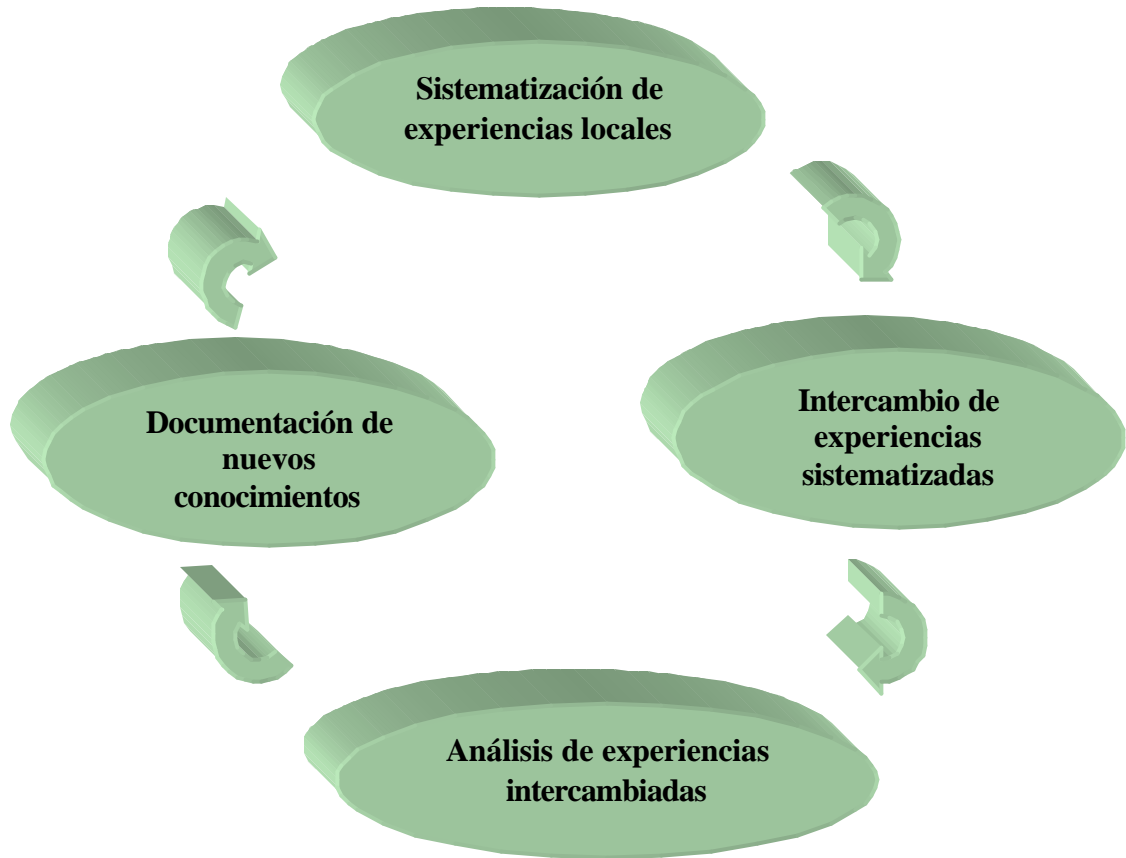 Sistematización de
experiencias locales
Intercambio de
experiencias
sistematizadas
Documentación de
nuevos
conocimientos
Análisis de experiencias
intercambiadas